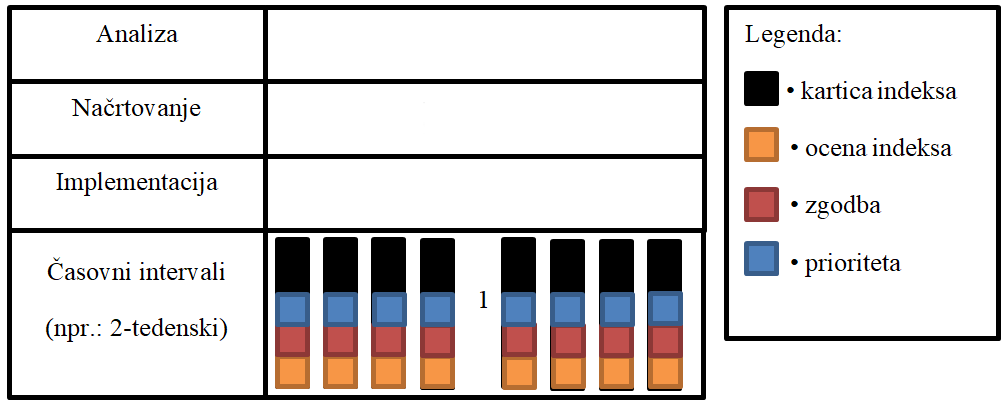 Analiza
Načrtovanje
Implementacija
Časovni intervali
(npr.: 2-tedenski)
1
Legenda:
• kartica indeksa
• ocena indeksa
• zgodba
• prioriteta